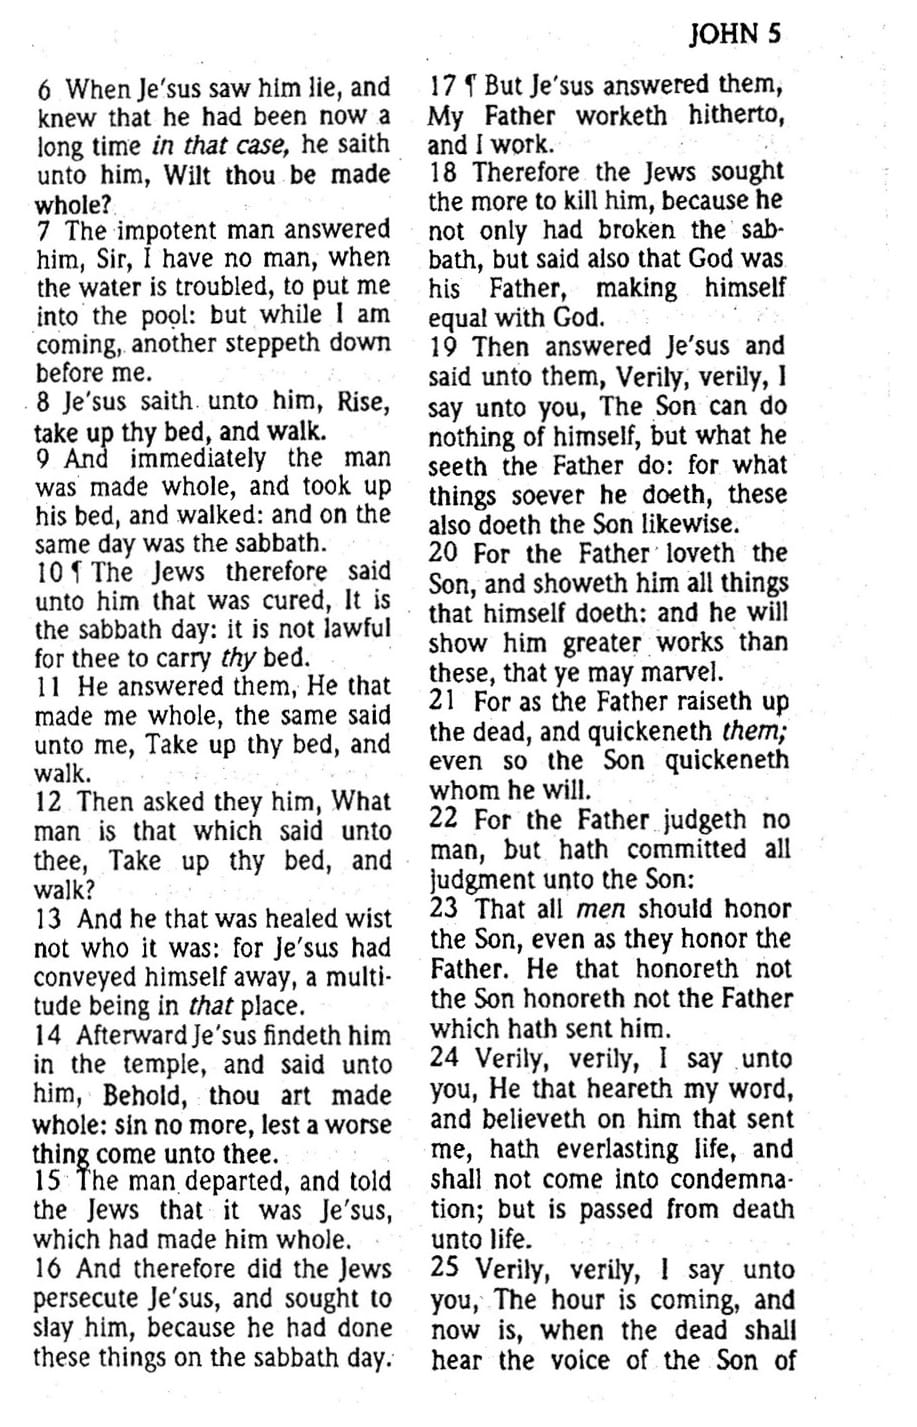 JOHN 5
6 When Je′sus saw him lie, and
knew that he had been now a
long time in that case, he saith
unto him, Wilt thou be made
whole?
7 The impotent man answered
him, Sir, I have no man, when
the water is troubled, to put me
into the pool: but while I am
coming, another steppeth down
before me.
8 Je′sus saith unto him, Rise,
take up thy bed, and walk.
9 And immediately the man
was made whole, and took up
his bed, and walked: and on the
same day was the sabbath.
10 ¶ The Jews therefore said
unto him that was cured, It is
the sabbath day: it is not lawful
for thee to carry thy bed.
11 He answered them, He that
made me whole, the same said
unto me, Take up thy bed, and
walk.
12 Then asked they him, What
man is that which said unto
thee, Take up thy bed, and
walk?
13 And he that was healed wist
not who it was: for Je′sus had
conveyed himself away, a multi-
tude being in that place.
14 Afterward Je′sus findeth him
in the temple, and said unto
him, Behold, thou art made
whole: sin no more, lest a worse
thing come unto thee.
15 The man departed, and told
the Jews that it was Je′sus,
which had made him whole.
16 And therefore did the Jews
persecute Je′sus, and sought to
slay him, because he had done
these things on the sabbath day.
17 ¶ But Je′sus answered them,
My Father worketh hitherto,
and I work.
18 Therefore the Jews sought
the more to kill him, because he
not only had broken the sab-
bath, but said also that God was
his Father, making himself
equal with God.
19 Then answered Je′sus and
said unto them, Verily, verily, I
say unto you, The Son can do
nothing of himself, but what he
seeth the Father do: for what
things soever he doeth, these
also doeth the Son likewise.
20 For the Father loveth the
Son, and showeth him all things
that himself doeth: and he will
show him greater works than
these, that ye may marvel.
21 For as the Father raiseth up
the dead, and quickeneth them;
even so the Son quickeneth
whom he will.
22 For the Father judgeth no
man, but hath committed all
judgment unto the Son:
23 That all men should honor
the Son, even as they honor the
Father. He that honoreth not
the Son honoreth not the Father
which hath sent him.
24 Verily, verily, I say unto
you, He that heareth my word,
and believeth on him that sent
me, hath everlasting life, and
shall not come into condemna-
tion; but is passed from death
unto life.
25 Verily, verily, I say unto
you, The hour is coming, and
now is, when the dead shall
hear the voice of the Son of